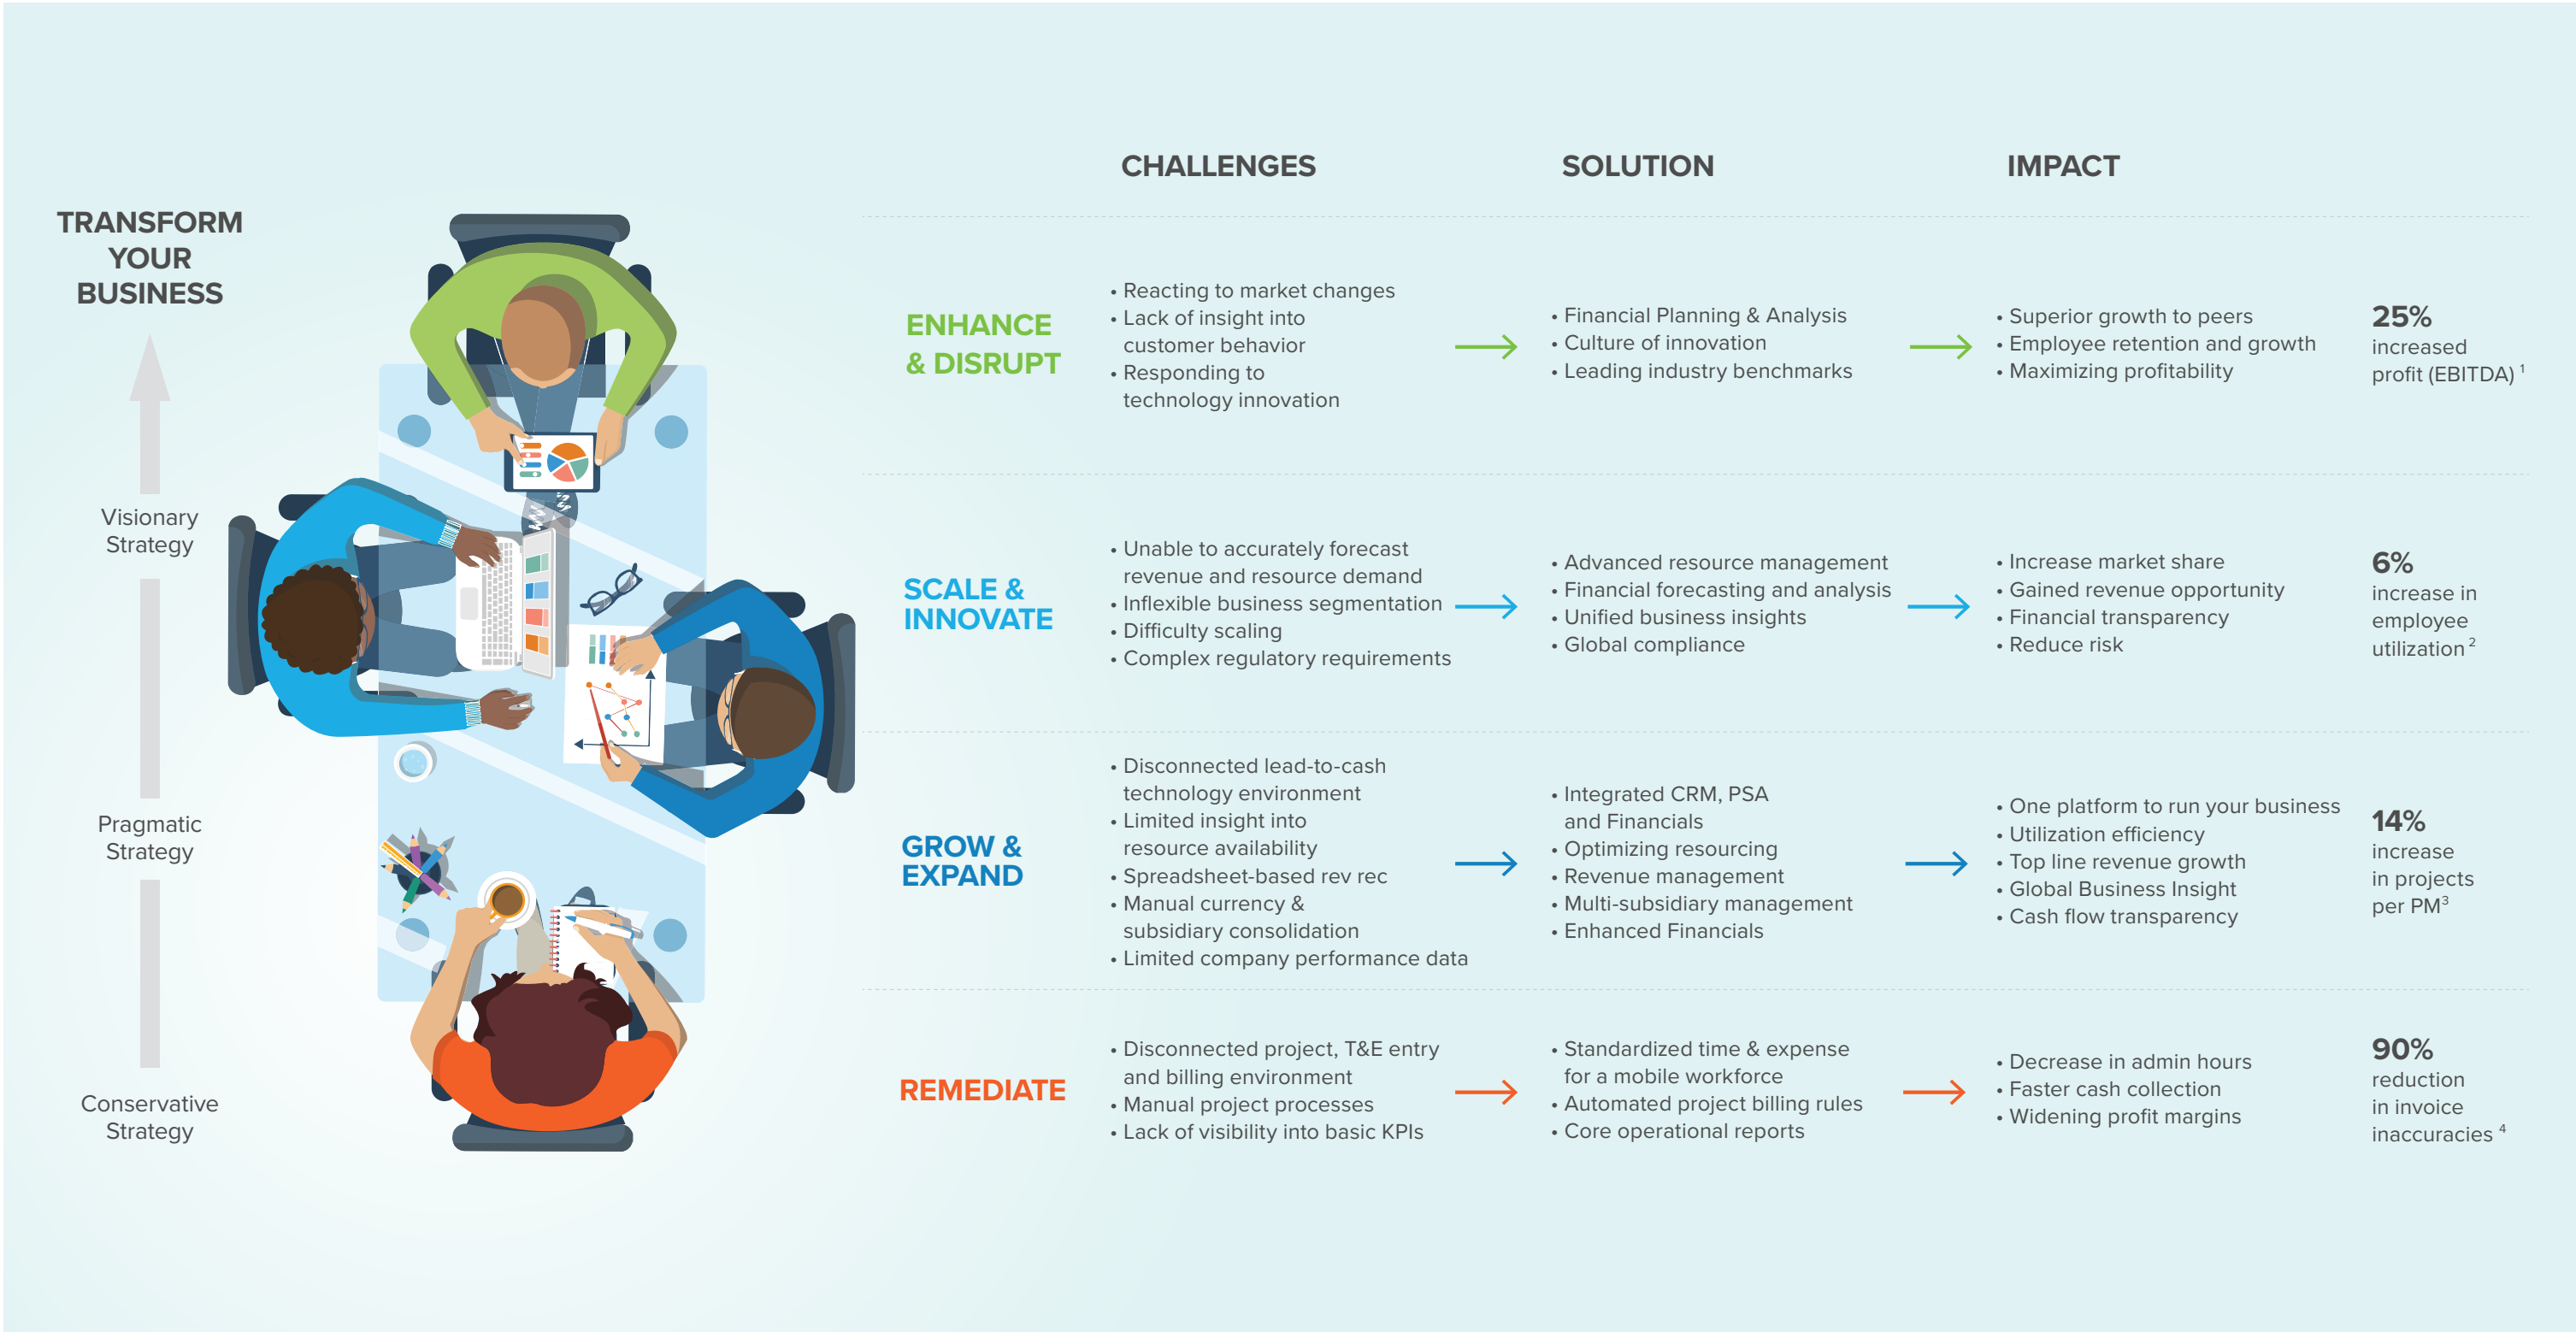 TRANSFORM
YOUR
BUSINESS
Visionary
Strategy
Pragmatic
Strategy
Conservative
Strategy
CHALLENGES
SOLUTION
IMPACT
ENHANCE
& DISRUPT
• Reacting to market changes
• Lack of insight into
customer behavior
• Responding to
technology innovation
• Financial Planning & Analysis
• Culture of innovation
• Leading industry benchmarks
• Superior growth to peers
• Employee retention and growth
• Maximizing profitability
25%
increased
profit (EBITDA) 1
SCALE &
INNOVATE
• Unable to accurately forecast
revenue and resource demand
• Inflexible business segmentation
• Difficulty scaling
• Complex regulatory requirements
• Advanced resource management
• Financial forecasting and analysis
• Unified business insights
• Global compliance
• Increase market share
• Gained revenue opportunity
• Financial transparency
• Reduce risk
6%
increase in
employee
utilization 2
GROW &
EXPAND
• Disconnected lead-to-cash
technology environment
• Limited insight into
resource availability
• Spreadsheet-based rev rec
• Manual currency &
subsidiary consolidation
• Limited company performance data
• Integrated CRM, PSA
and Financials
• Optimizing resourcing
• Revenue management
• Multi-subsidiary management
• Enhanced Financials
• One platform to run your business
• Utilization efficiency
• Top line revenue growth
• Global Business Insight
• Cash flow transparency
14%
increase
in projects
per PM3
REMEDIATE
• Disconnected project, T&E entry
and billing environment
• Manual project processes
• Lack of visibility into basic KPIs
• Standardized time & expense
for a mobile workforce
• Automated project billing rules
• Core operational reports
• Decrease in admin hours
• Faster cash collection
• Widening profit margins
90%
reduction
in invoice
inaccuracies 4